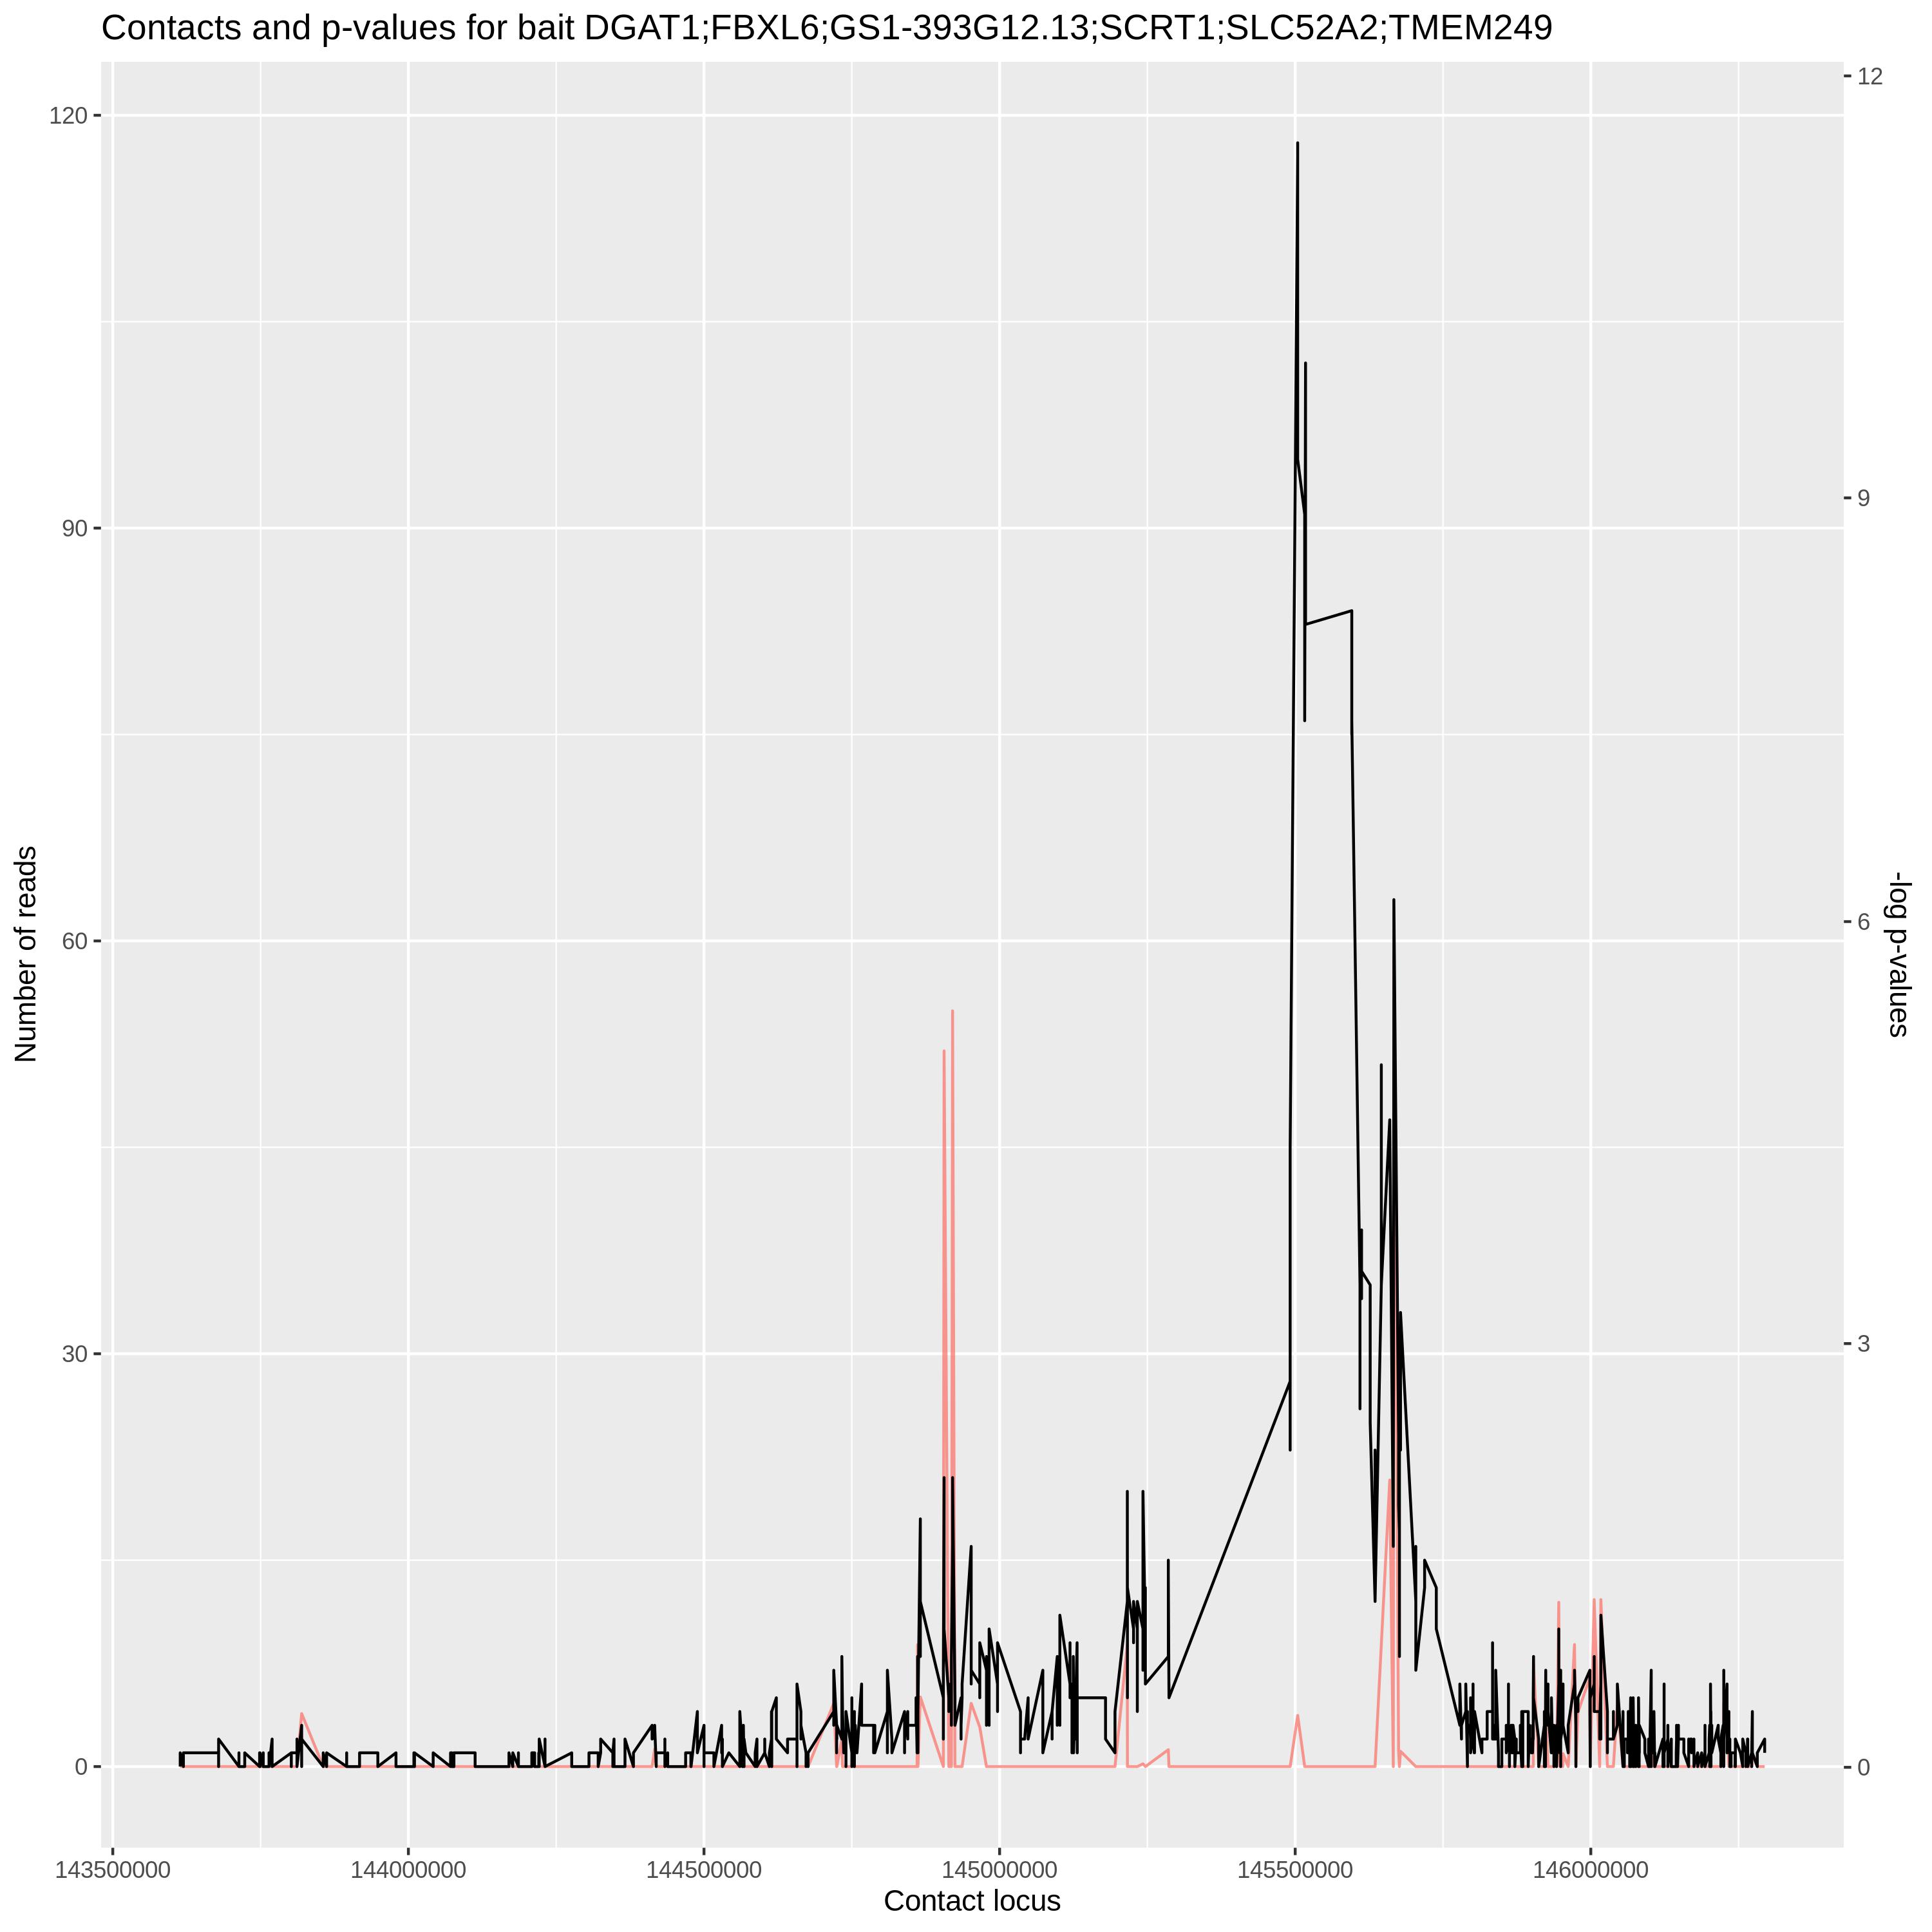 Contacts and p-values for bait DGAT1;FBXL6;GS1-393G12.13;SCRT1;SLC52A2;TMEM249
120
90
60
30
0
Number of reads
12
9
6
3
0
-log p-values
143500000 144000000 144500000 145000000 145500000 146000000
Contact locus